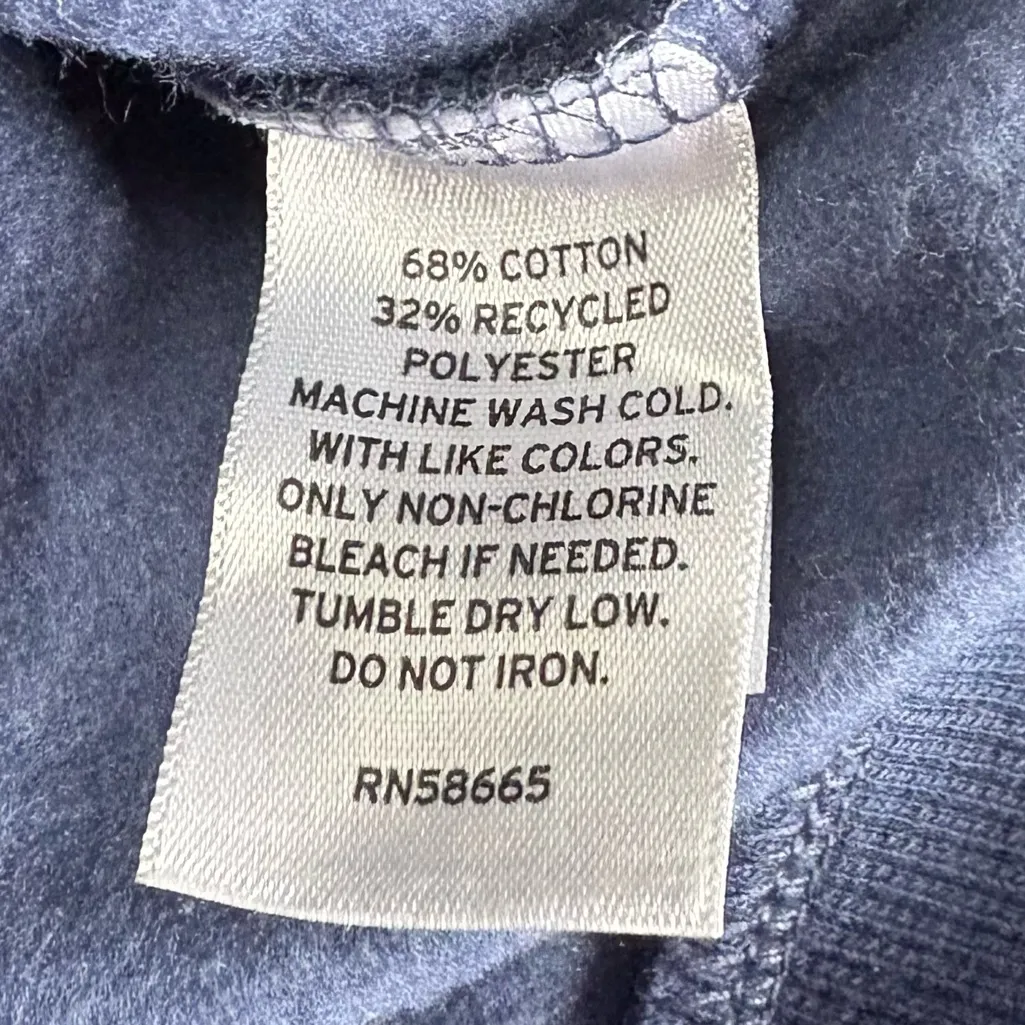 68% COTTON
32% RECYCLED
POLYESTER
MACHINE WASH COLD.
WITH LIKE COLORS.
ONLY NON-CHLORINE
BLEACH IF NEEDED.
TUMBLE DRY LOW.
DO NOT IRON.
RN58665